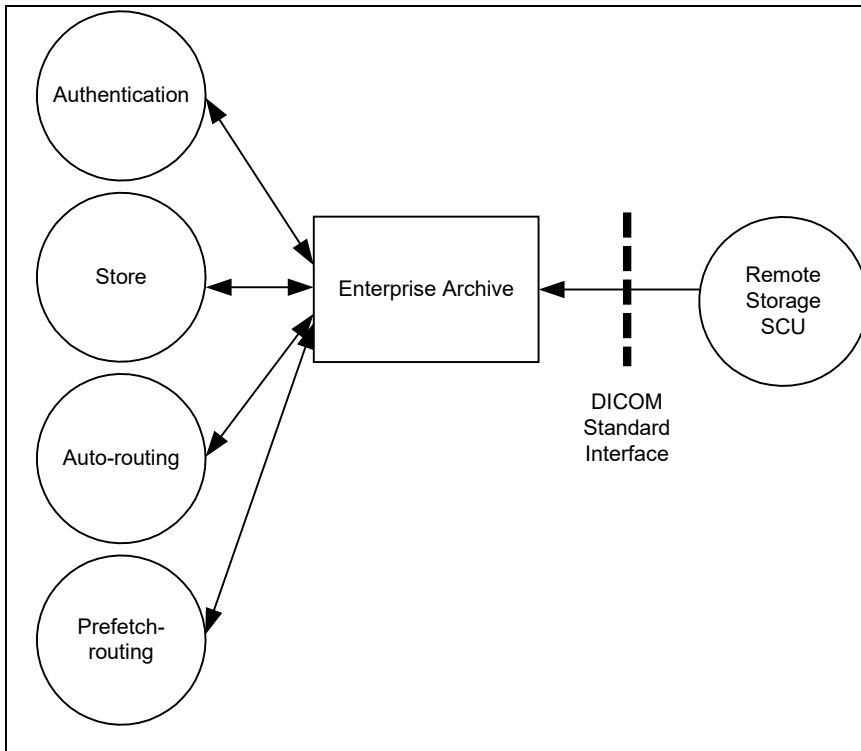 Authentication
Store
Enterprise Archive
Remote
Storage
SCU
DICOM
Standard
Interface
Auto-routing
Prefetch-
routing